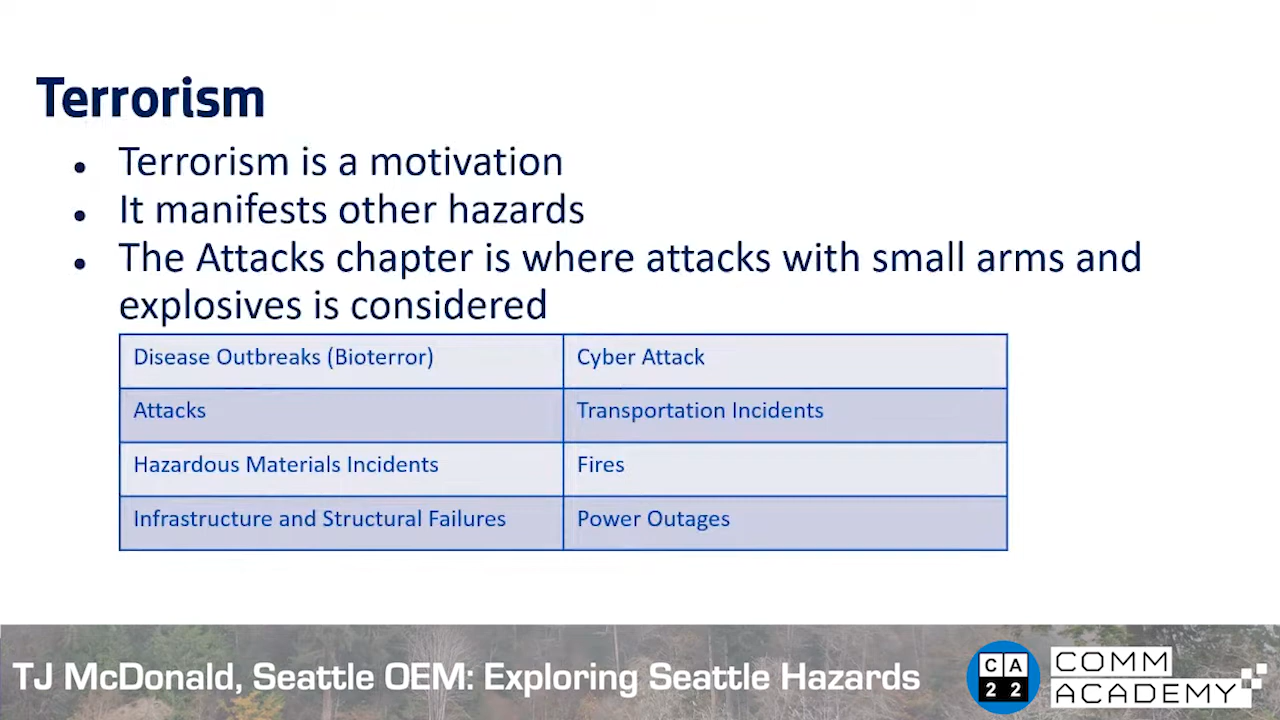 Terrorism
• Terrorism is a motivation
• It manifests other hazards
• The Attacks chapter is where attacks with small arms and
explosives is considered
Disease Outbreaks (Bioterror) Cyber Attack
Attacks Transportation Incidents
Hazardous Materials Incidents Fires
Infrastructure and Structural Failures Power Outages
TJ McDonald, Seattle OEM: Exploring Seattle Hazards
CA
22
COMM
ACADEMY